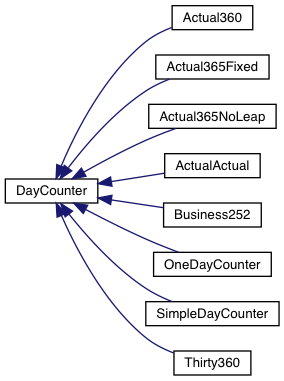 Actual360
Actual365Fixed
Actual365NoLeap
ActualActual
DayCounter
Business252
OneDayCounter
SimpleDayCounter
Thirty360